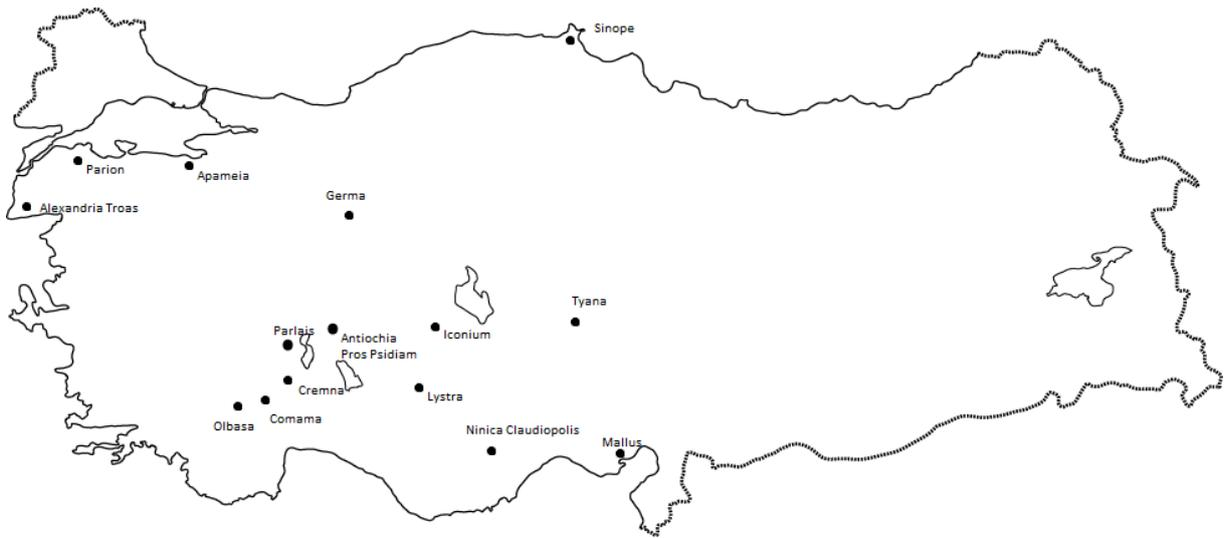 Sinope
Parion
Apameia
Alexandria Troas
Germa
Tyana
Parlais
Antiochia
Pros Psidiam
Iconium
Cremna
Lystra
Comama
Olbasa
Ninica Claudiopolis
Mallus